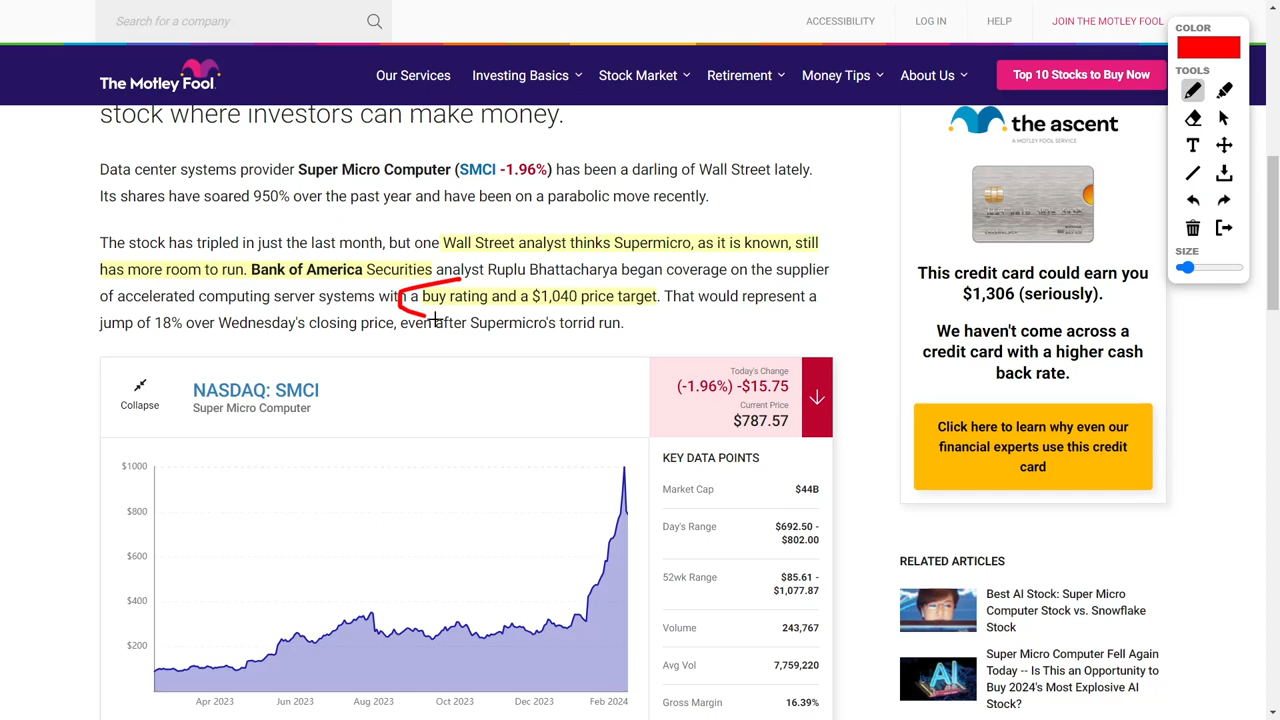 Search for a company
ACCESSIBILITY
LOG IN
HELP
JOIN THE MOTLEY FOOL
The Motley Fool
Our Services
Investing Basics
Stock Market
Retirement
Money Tips
About Us
Top 10 Stocks to Buy Now
COLOR
TOOLS
T
SIZE
stock where investors can make money.
Data center systems provider Super Micro Computer (SMCI -1.96%) has been a darling of Wall Street lately.
Its shares have soared 950% over the past year and have been on a parabolic move recently.
The stock has tripled in just the last month, but one Wall Street analyst thinks Supermicro, as it is known, still
has more room to run. Bank of America Securities analyst Ruplu Bhattacharya began coverage on the supplier
of accelerated computing server systems with a buy rating and a $1,040 price target. That would represent a
jump of 18% over Wednesday's closing price, even after Supermicro's torrid run.
Collapse
NASDAQ: SMCI
Super Micro Computer
Today's Change
(-1.96%) -$15.75
Current Price
$787.57
$1000
$800
$600
$400
$200
Apr 2023
Jun 2023
Aug 2023
Oct 2023
Dec 2023
Feb 2024
KEY DATA POINTS
Market Cap
$44B
Day's Range
$692.50 -
$802.00
52wk Range
$85.61 -
$1,077.87
Volume
243,767
Avg Vol
7,759,220
Gross Margin
16.39%
the ascent
A MOTLEY FOOL SERVICE
This credit card could earn you
$1,306 (seriously).
We haven't come across a
credit card with a higher cash
back rate.
Click here to learn why even our
financial experts use this credit
card
RELATED ARTICLES
Best AI Stock: Super Micro
Computer Stock vs. Snowflake
Stock
AI
Super Micro Computer Fell Again
Today -- Is This an Opportunity to
Buy 2024's Most Explosive AI
Stock?